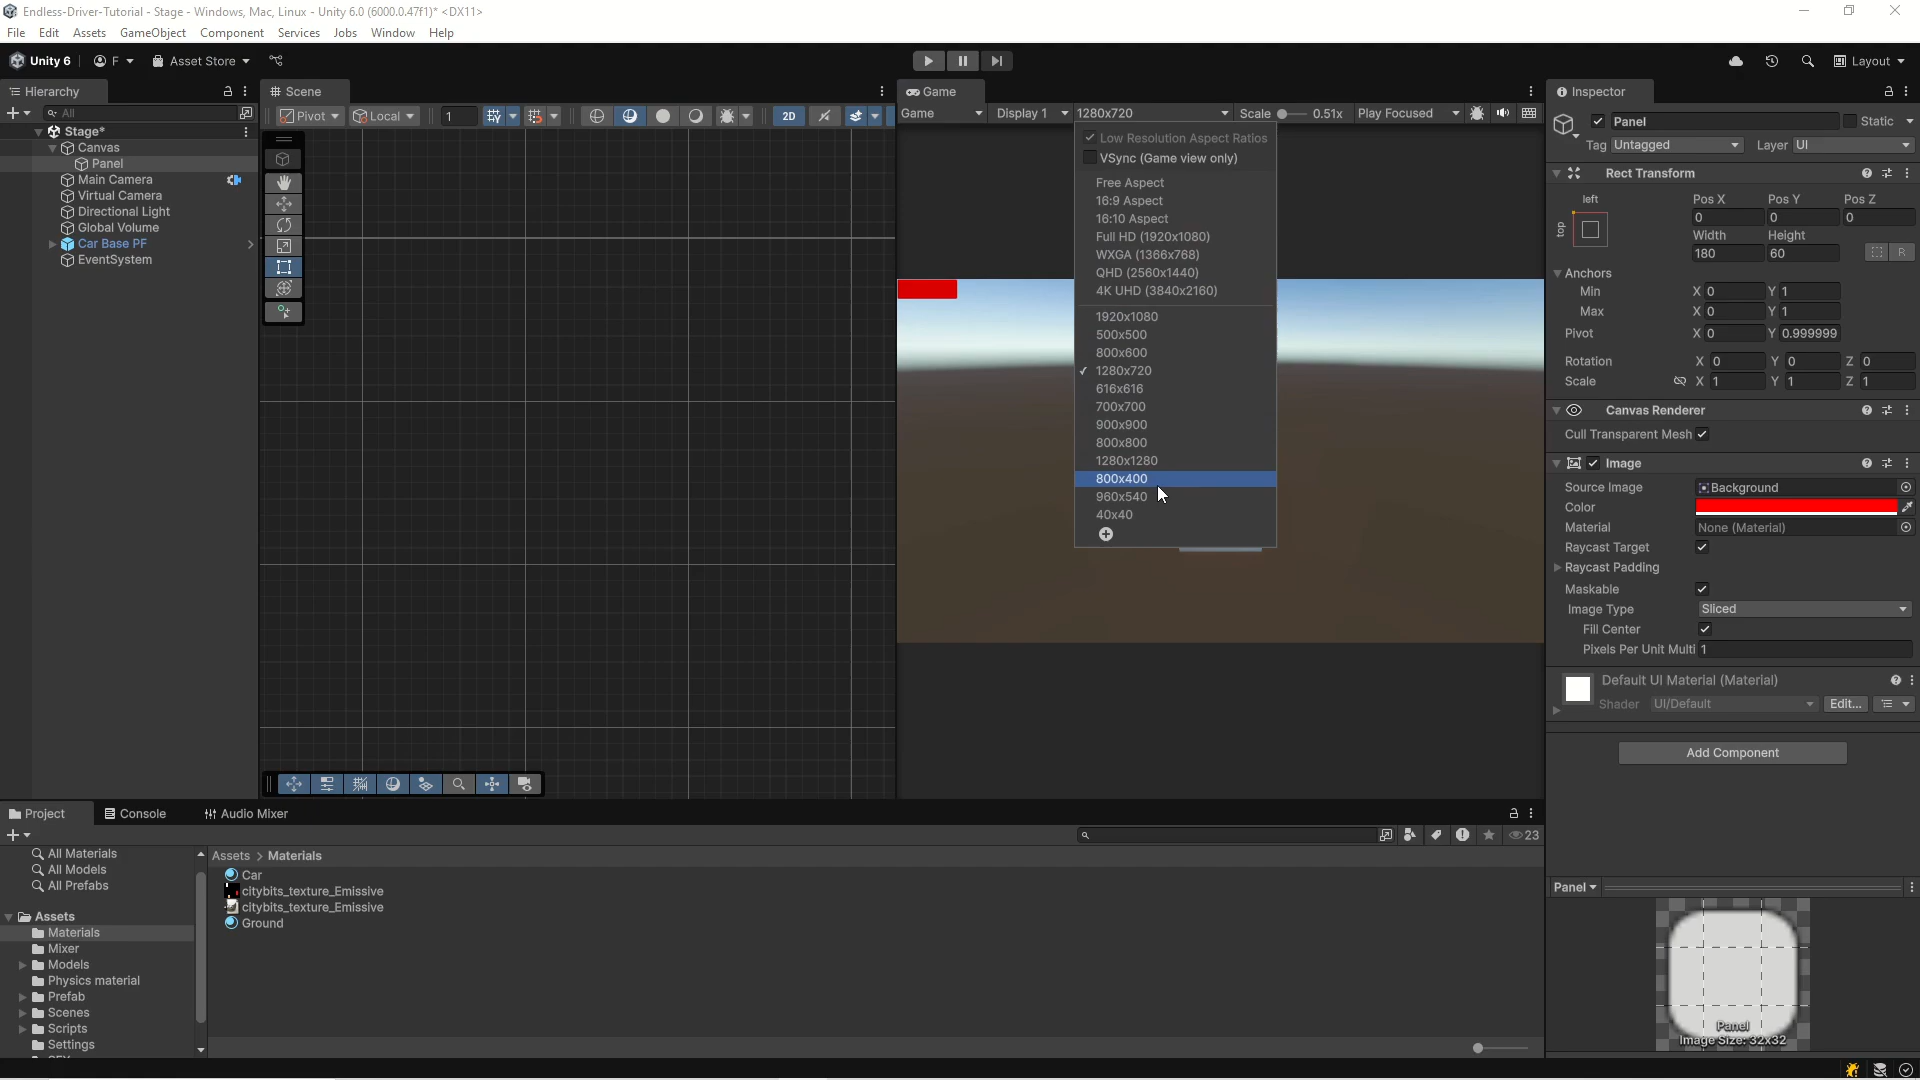 Endless-Driver-Tutorial - Stage - Windows, Mac, Linux - Unity 6.0 (6000.0.47f1)* <DX11>
File Edit Assets GameObject Component Services Jobs Window Help
Unity 6 F Asset Store Layout
Hierarchy
All
Stage*
Canvas
Panel
Main Camera
Virtual Camera
Directional Light
Global Volume
Car Base PF
EventSystem
Scene
Pivot Local 1 2D
Game
Game Display 1 1280x720 Scale 0.51x Play Focused
Low Resolution Aspect Ratios
VSync (Game view only)
Free Aspect
16:9 Aspect
16:10 Aspect
Full HD (1920x1080)
WXGA (1366x768)
QHD (2560x1440)
4K UHD (3840x2160)
1920x1080
500x500
800x600
1280x720
616x616
700x700
900x900
800x800
1280x1280
800x400
960x540
40x40
Inspector
Panel Static
Tag Untagged Layer UI
Rect Transform
left Pos X Pos Y Pos Z
top 0 0 0
Width Height
180 60 R
Anchors
Min X 0 Y 1
Max X 0 Y 1
Pivot X 0 Y 0.999999
Rotation X 0 Y 0 Z 0
Scale X 1 Y 1 Z 1
Canvas Renderer
Cull Transparent Mesh
Image
Source Image Background
Color
Material None (Material)
Raycast Target
Raycast Padding
Maskable
Image Type Sliced
Fill Center
Pixels Per Unit Multi 1
Default UI Material (Material)
Shader UI/Default Edit...
Add Component
Panel
Panel
Image Size: 32x32
Project Console Audio Mixer
23
All Materials
All Models
All Prefabs
Assets
Materials
Mixer
Models
Physics material
Prefab
Scenes
Scripts
Settings
Assets > Materials
Car
citybits_texture_Emissive
citybits_texture_Emissive
Ground